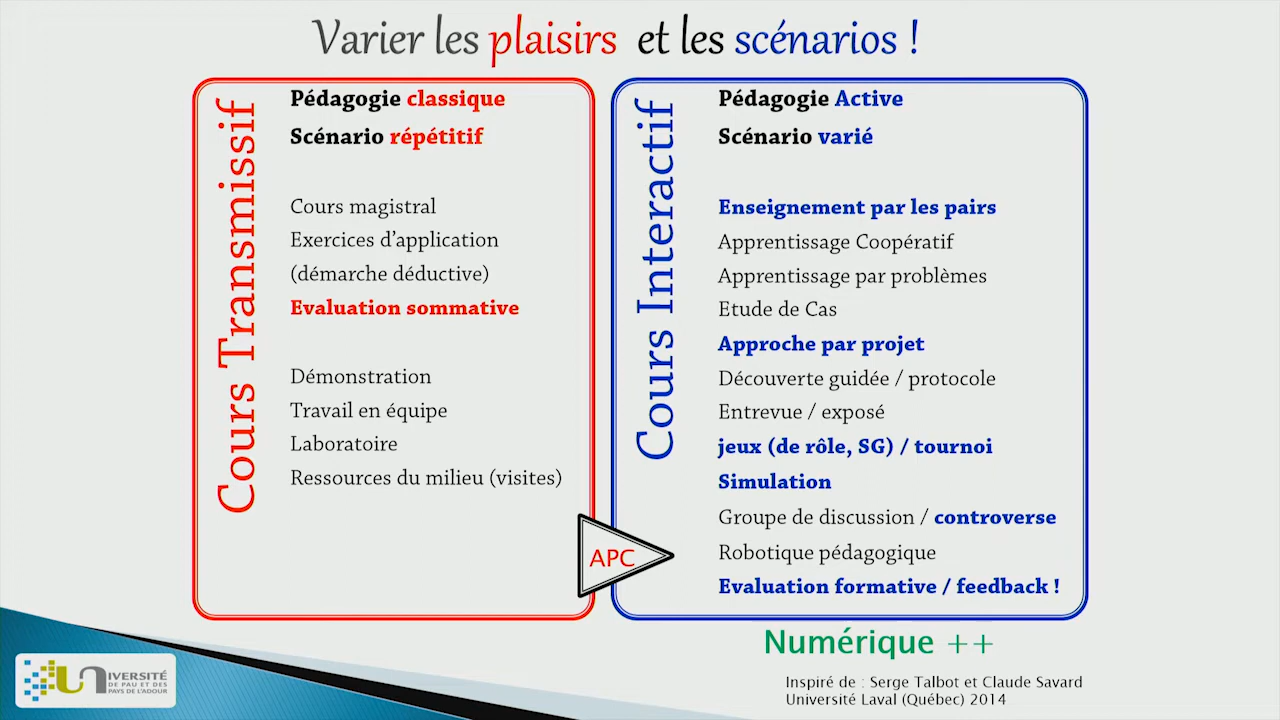 Varier les plaisirs et les scénarios !
Cours Transmissif
Pédagogie classique
Scénario répétitif
Cours magistral
Exercices d’application
(démarche déductive)
Evaluation sommative
Démonstration
Travail en équipe
Laboratoire
Ressources du milieu (visites)
APC
Cours Interactif
Pédagogie Active
Scénario varié
Enseignement par les pairs
Apprentissage Coopératif
Apprentissage par problèmes
Etude de Cas
Approche par projet
Découverte guidée / protocole
Entrevue / exposé
jeux (de rôle, SG) / tournoi
Simulation
Groupe de discussion / controverse
Robotique pédagogique
Evaluation formative / feedback !
Numérique ++
Inspiré de : Serge Talbot et Claude Savard
Université Laval (Québec) 2014
UNIVERSITÉ
DE PAU ET DES
PAYS DE L'ADOUR